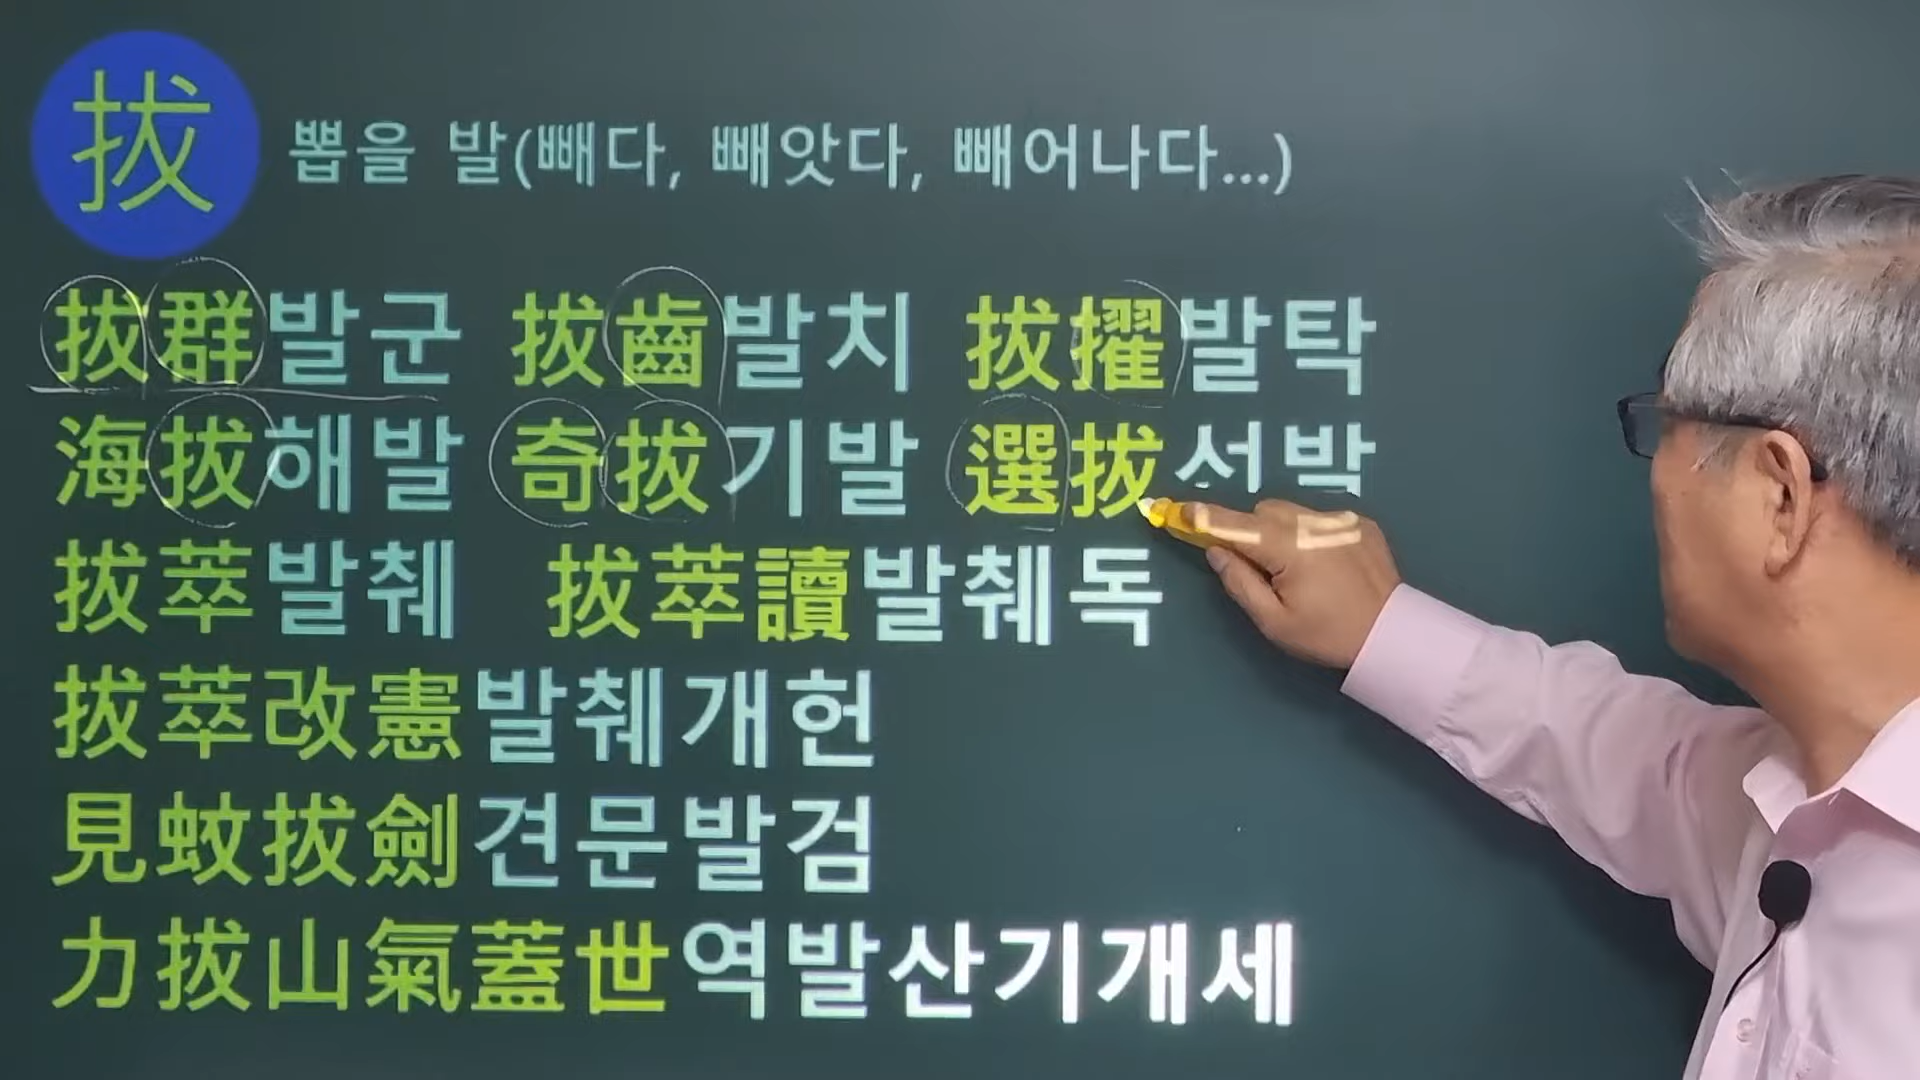 拔 뽑을 발(빼다, 빼앗다, 빼어나다...)
拔群발군 拔齒발치 拔擢발탁
海拔해발 奇拔기발 選拔선발
拔萃발췌 拔萃讀발췌독
拔萃改憲발췌개헌
見蚊拔劍견문발검
力拔山氣蓋世역발산기개세